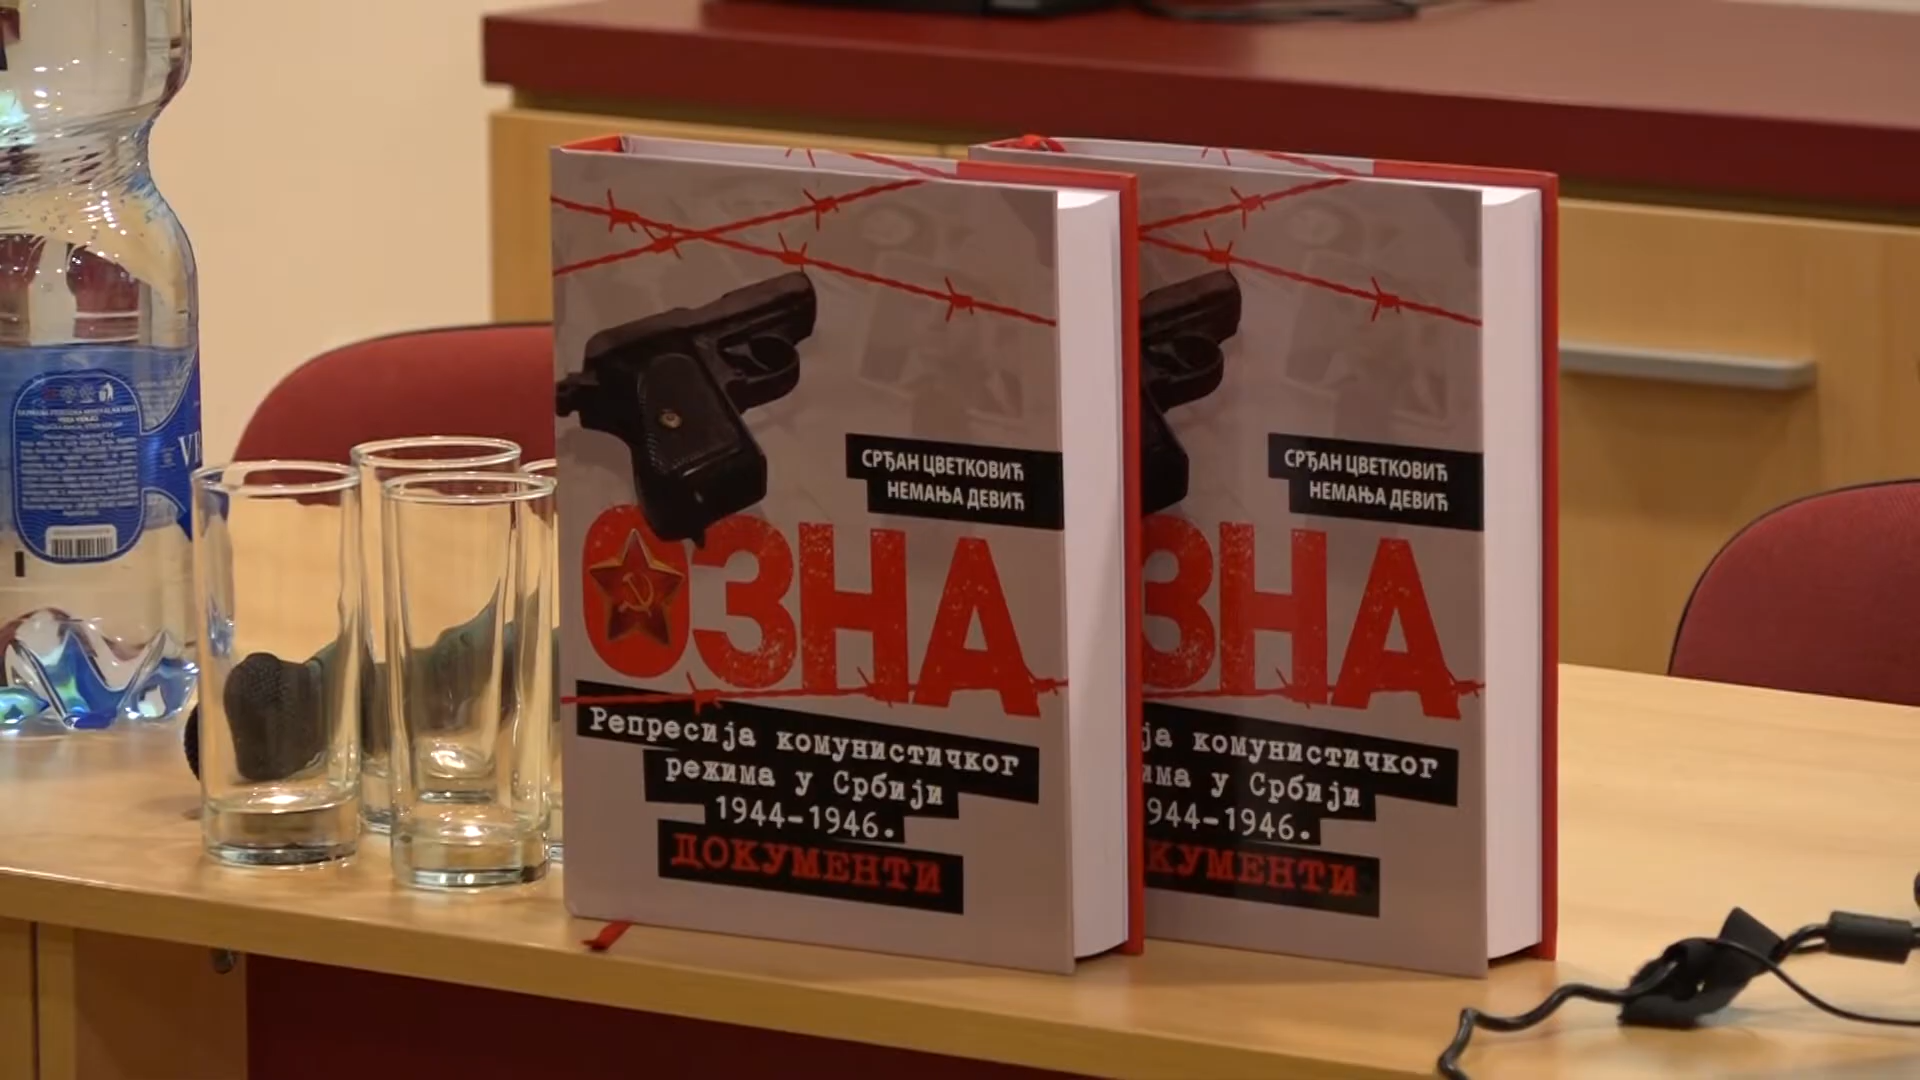 СРЂАН ЦВЕТКОВИЋ
НЕМАЊА ДЕВИЋ
ОЗНА
Репресија комунистичког
режима у Србији
1944-1946.
ДОКУМЕНТИ
СРЂАН ЦВЕТКОВИЋ
НЕМАЊА ДЕВИЋ
ЗНА
ја комунистичког
има у Србији
944-1946.
КУМЕНТИ